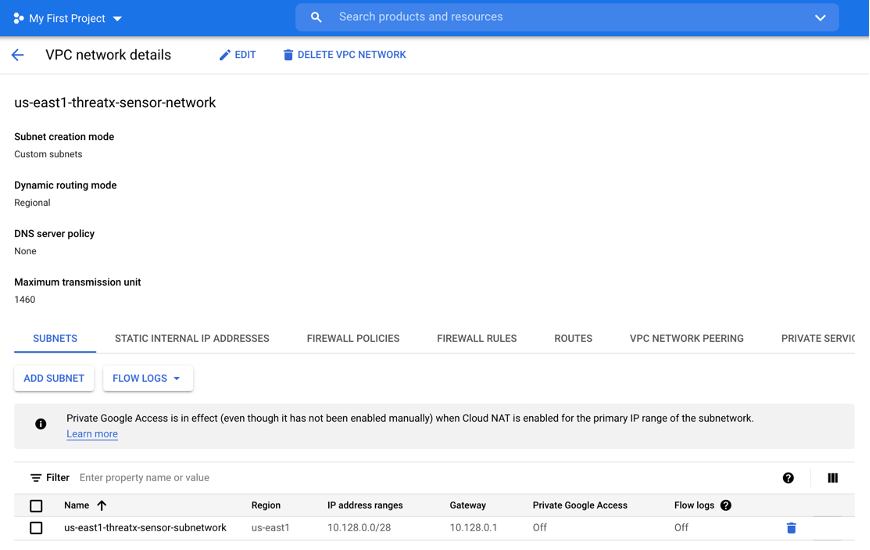 My First Project
Search products and resources
VPC network details
EDIT
DELETE VPC NETWORK
us-east1-threatx-sensor-network
Subnet creation mode
Custom subnets
Dynamic routing mode
Regional
DNS server policy
None
Maximum transmission unit
1460
SUBNETS STATIC INTERNAL IP ADDRESSES FIREWALL POLICIES FIREWALL RULES ROUTES VPC NETWORK PEERING PRIVATE SERVIC
ADD SUBNET FLOW LOGS
Private Google Access is in effect (even though it has not been enabled manually) when Cloud NAT is enabled for the primary IP range of the subnetwork.
Learn more
Filter Enter property name or value
Name Region IP address ranges Gateway Private Google Access Flow logs
us-east1-threatx-sensor-subnetwork us-east1 10.128.0.0/28 10.128.0.1 Off Off